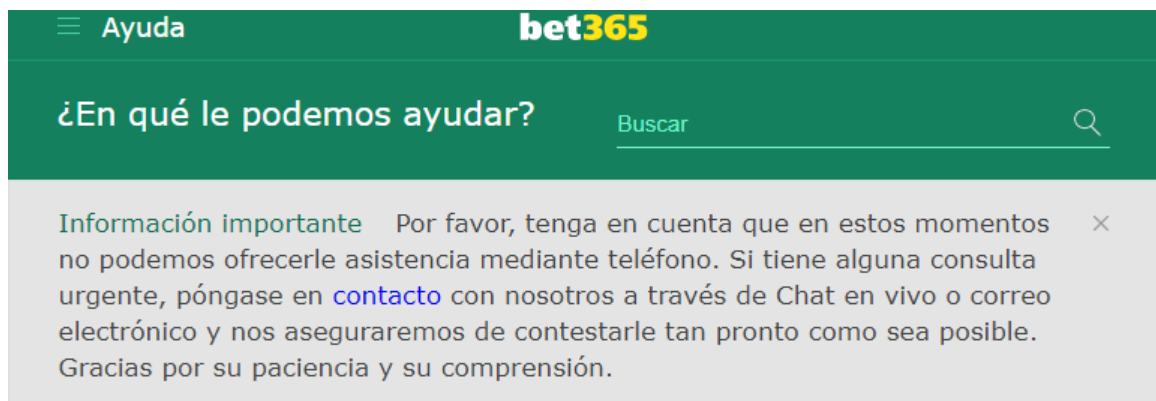 Ayuda
bet365
¿En qué le podemos ayudar?
Buscar
Información importante Por favor, tenga en cuenta que en estos momentos
no podemos ofrecerle asistencia mediante teléfono. Si tiene alguna consulta
urgente, póngase en contacto con nosotros a través de Chat en vivo o correo
electrónico y nos aseguraremos de contestarle tan pronto como sea posible.
Gracias por su paciencia y su comprensión.